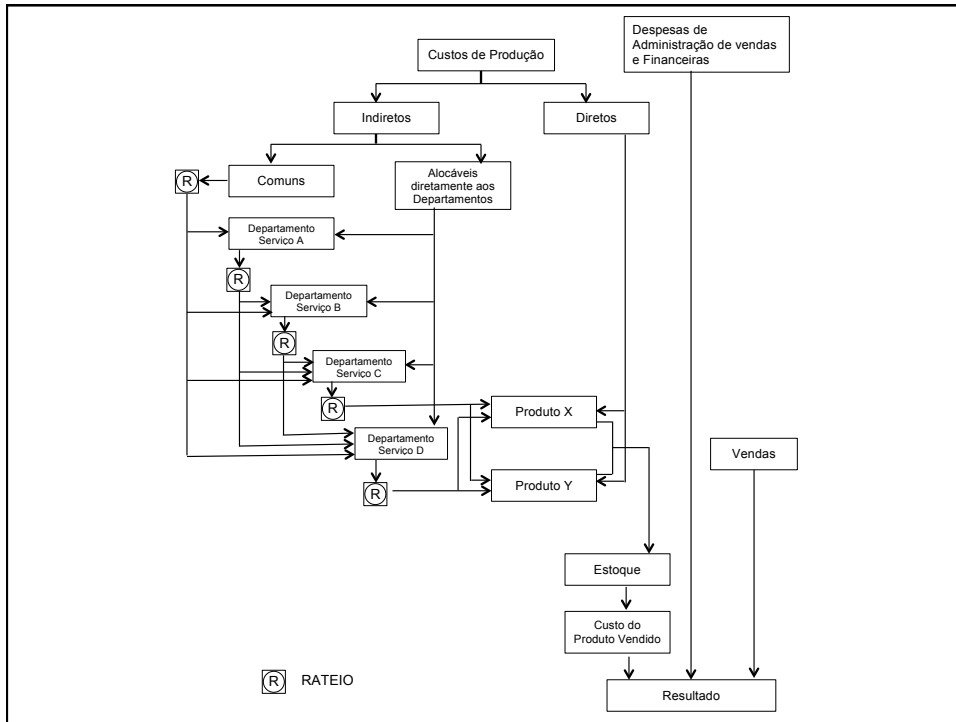 Despesas de
Administração de vendas
e Financeiras
Custos de Produção
Indiretos
Diretos
R
Comuns
Alocáveis
diretamente aos
Departamentos
Departamento
Serviço A
R
Departamento
Serviço B
R
Departamento
Serviço C
R
Produto X
Departamento
Serviço D
Vendas
R
Produto Y
Estoque
Custo do
Produto Vendido
R RATEIO
Resultado